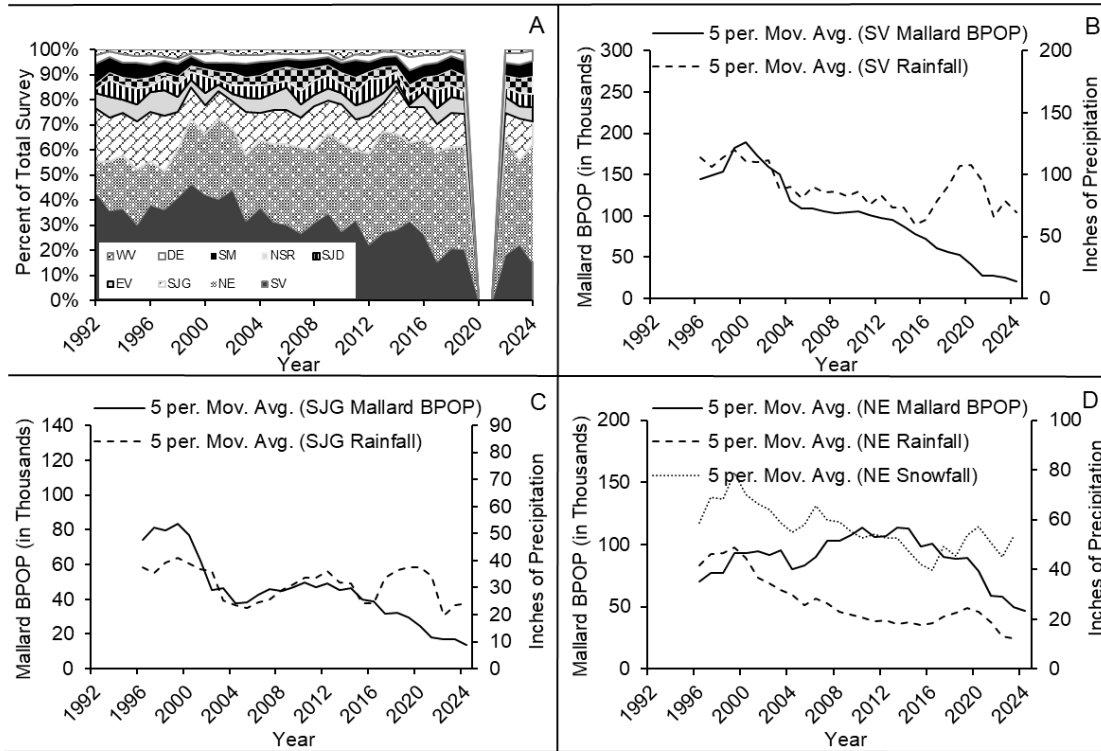 A
Percent of Total Survey
100%
90%
80%
70%
60%
50%
40%
30%
20%
10%
0%
WV DE SM NSR SJD
EV SJG NE SV
1992 1996 2000 2004 2008 2012 2016 2020 2024
Year
B
5 per. Mov. Avg. (SV Mallard BPOP)
5 per. Mov. Avg. (SV Rainfall)
Mallard BPOP (in Thousands)
300
250
200
150
100
50
0
200
150
100
50
0
Inches of Precipitation
1992 1996 2000 2004 2008 2012 2016 2020 2024
Year
C
5 per. Mov. Avg. (SJG Mallard BPOP)
5 per. Mov. Avg. (SJG Rainfall)
Mallard BPOP (in Thousands)
140
120
100
80
60
40
20
0
90
80
70
60
50
40
30
20
10
0
Inches of Precipitation
1992 1996 2000 2004 2008 2012 2016 2020 2024
Year
D
5 per. Mov. Avg. (NE Mallard BPOP)
5 per. Mov. Avg. (NE Rainfall)
5 per. Mov. Avg. (NE Snowfall)
Mallard BPOP (in Thousands)
200
150
100
50
0
100
80
60
40
20
0
Inches of Precipitation
1992 1996 2000 2004 2008 2012 2016 2020 2024
Year